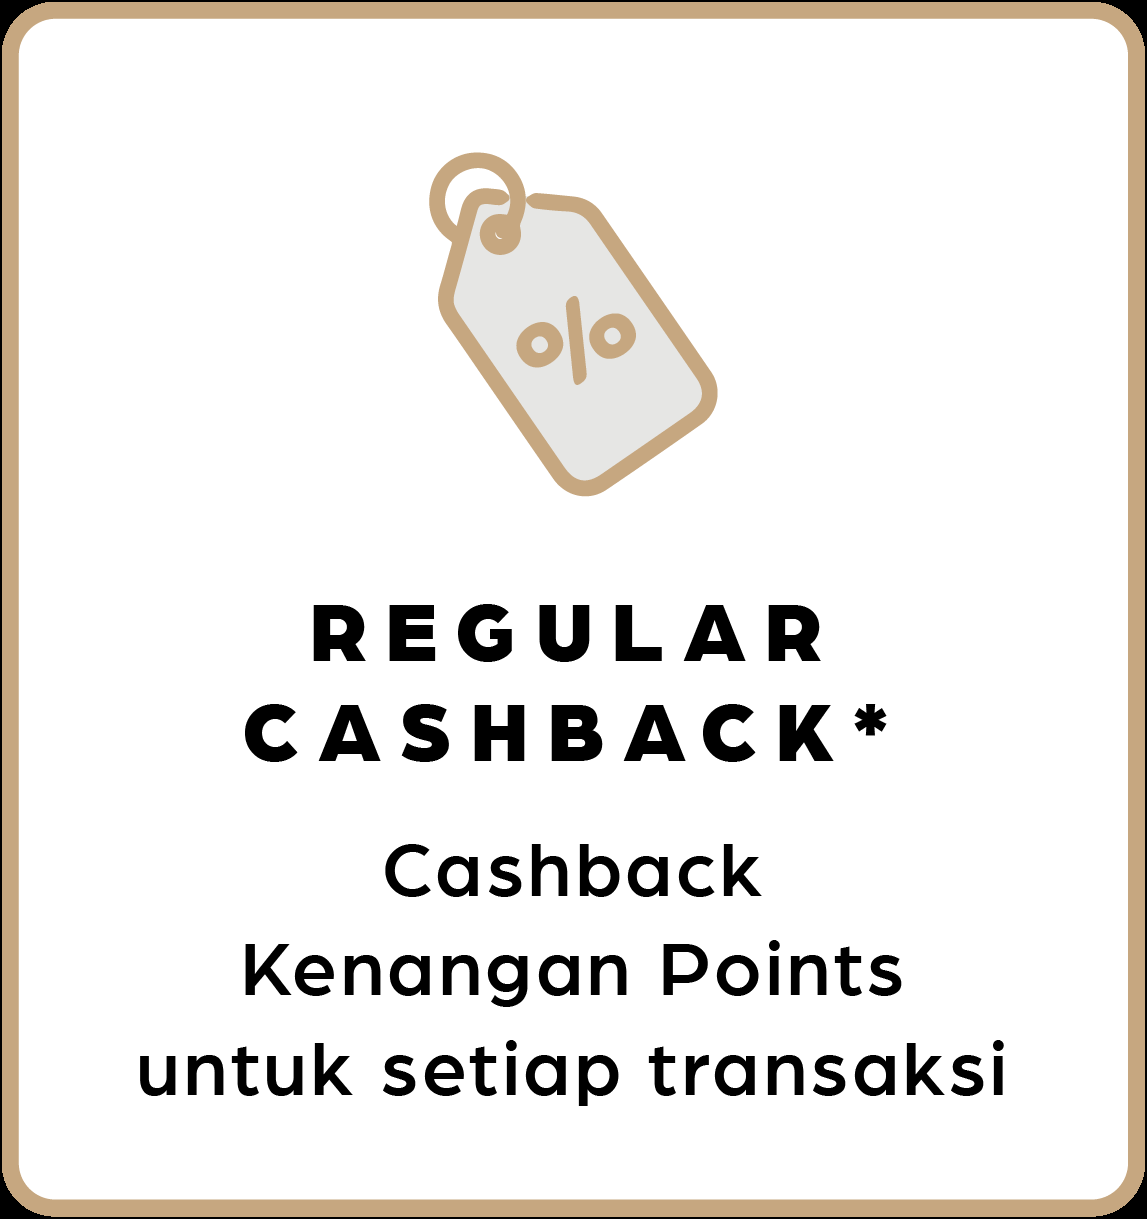 %
REGULAR
CASHBACK*
Cashback
Kenangan Points
untuk setiap transaksi